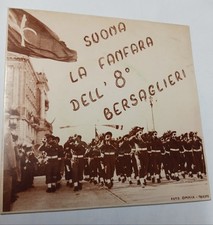 SUONA
LA FANFARA
DELL' 8°
BERSAGLIERI